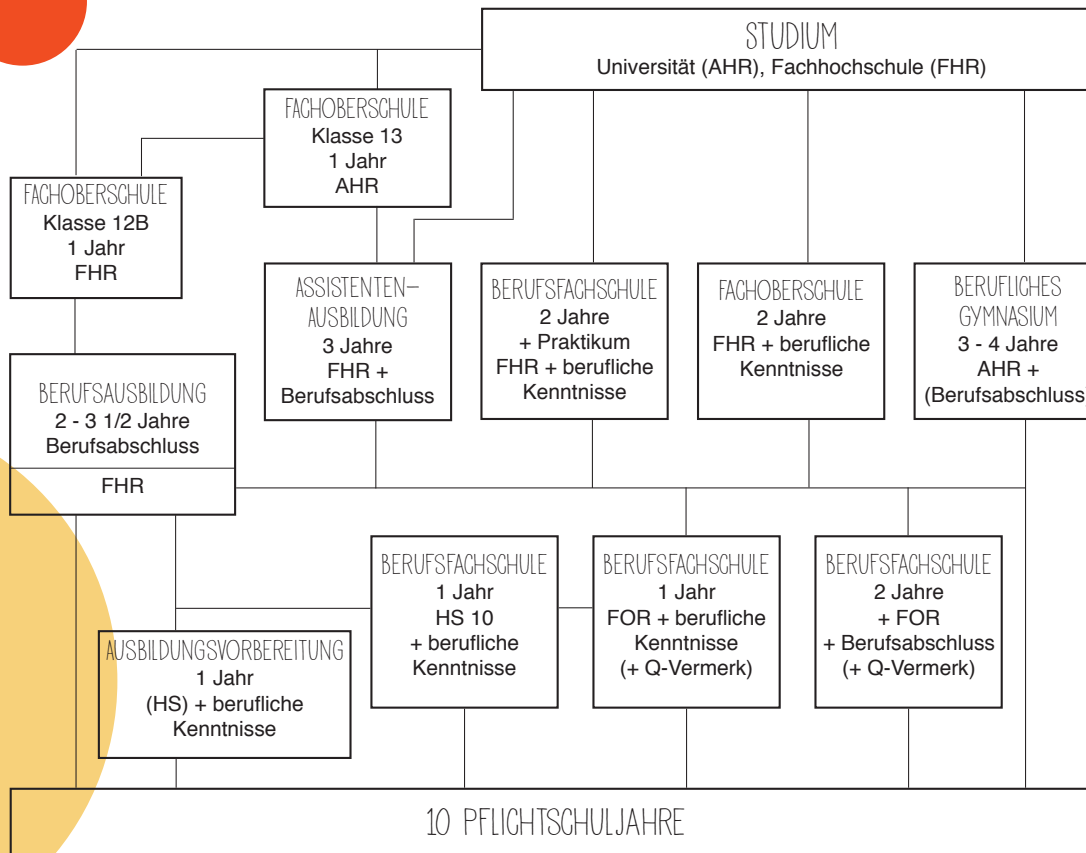 STUDIUM
Universität (AHR), Fachhochschule (FHR)
FACHOBERSCHULE
Klasse 13
1 Jahr
AHR
FACHOBERSCHULE
Klasse 12B
1 Jahr
FHR
ASSISTENTEN-
AUSBILDUNG
3 Jahre
FHR +
Berufsabschluss
BERUFSFACHSCHULE
2 Jahre
+ Praktikum
FHR + berufliche
Kenntnisse
FACHOBERSCHULE
2 Jahre
FHR + berufliche
Kenntnisse
BERUFLICHES
GYMNASIUM
3 - 4 Jahre
AHR +
(Berufsabschluss)
BERUFSAUSBILDUNG
2 - 3 1/2 Jahre
Berufsabschluss
FHR
BERUFSFACHSCHULE
1 Jahr
HS 10
+ berufliche
Kenntnisse
BERUFSFACHSCHULE
1 Jahr
FOR + berufliche
Kenntnisse
(+ Q-Vermerk)
BERUFSFACHSCHULE
2 Jahre
+ FOR
+ Berufsabschluss
(+ Q-Vermerk)
AUSBILDUNGSVORBEREITUNG
1 Jahr
(HS) + berufliche
Kenntnisse
10 PFLICHTSCHULJAHRE